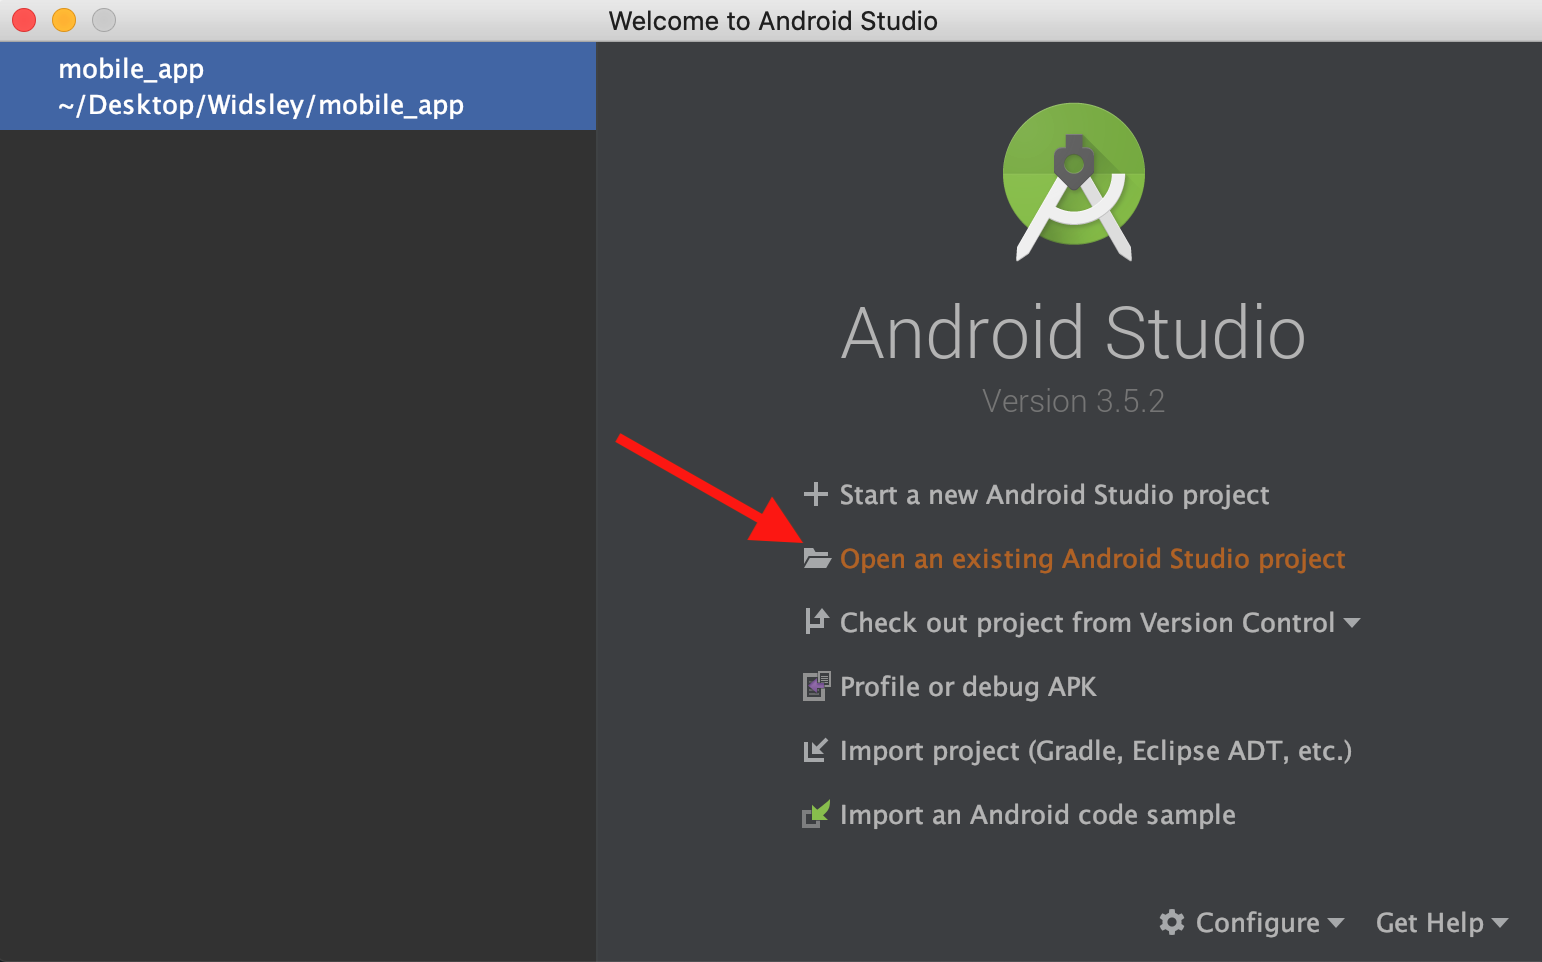 Welcome to Android Studio
mobile_app
~/Desktop/Widsley/mobile_app
Android Studio
Version 3.5.2
Start a new Android Studio project
Open an existing Android Studio project
Check out project from Version Control
Profile or debug APK
Import project (Gradle, Eclipse ADT, etc.)
Import an Android code sample
Configure
Get Help